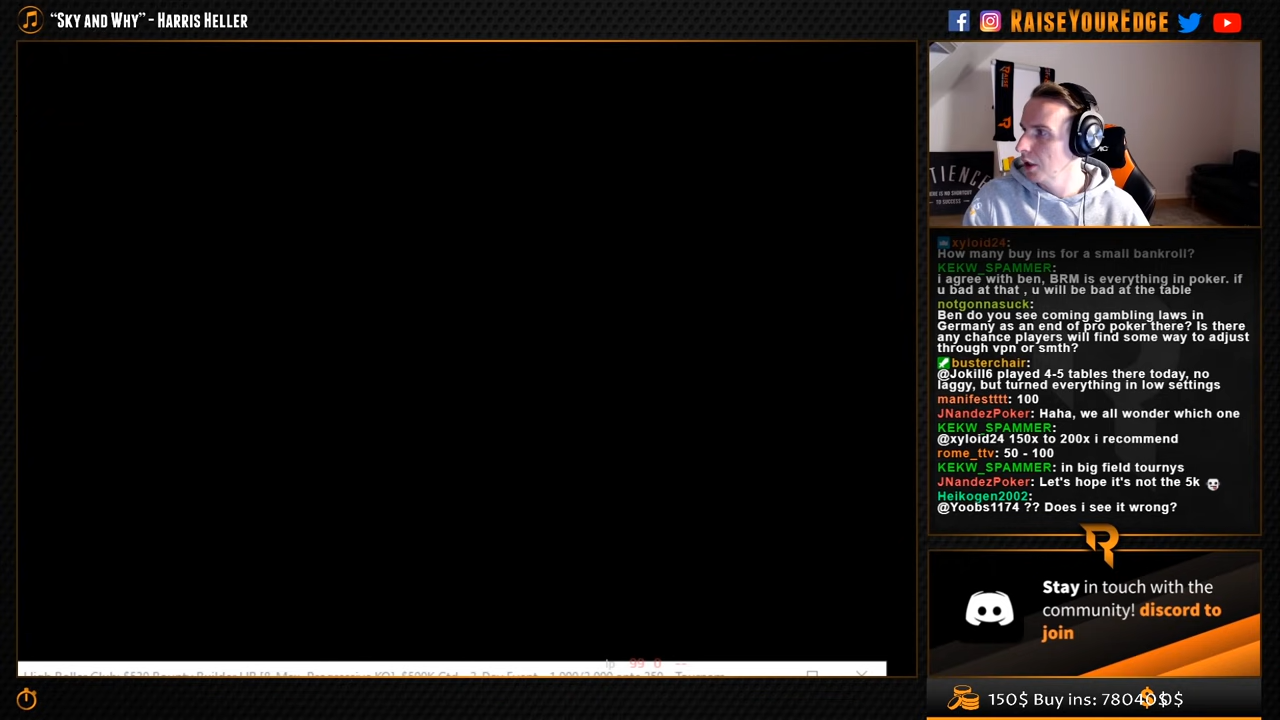 “Sky and Why” - Harris Heller
RaiseYourEdge
TIENCE
TO SUCCESS
xyloid24:
How many buy ins for a small bankroll?
KEKW_SPAMMER:
i agree with ben, BRM is everything in poker. if
u bad at that , u will be bad at the table
notgonnasuck:
Ben do you see coming gambling laws in
Germany as an end of pro poker there? Is there
any chance players will find some way to adjust
through vpn or smth?
busterchair:
@Jokill6 played 4-5 tables there today, no
laggy, but turned everything in low settings
manifestttt: 100
JNandezPoker: Haha, we all wonder which one
KEKW_SPAMMER:
@xyloid24 150x to 200x i recommend
rome_ttv: 50 - 100
KEKW_SPAMMER: in big field tournys
JNandezPoker: Let's hope it's not the 5k
Heikogen2002:
@Yoobs1174 ?? Does i see it wrong?
Stay in touch with the
community! discord to
join
99 0 --
150$ Buy ins: